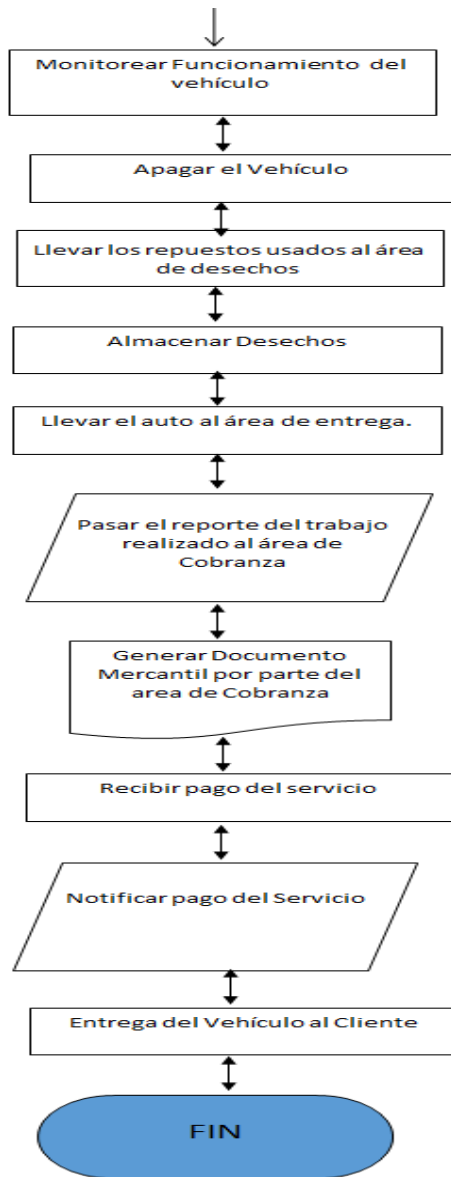 Monitorear Funcionamiento del
vehículo
Apagar el Vehículo
Llevar los repuestos usados al área
de desechos
Almacenar Desechos
Llevar el auto al área de entrega.
Pasar el reporte del trabajo
realizado al área de
Cobranza
Generar Documento
Mercantil por parte del
area de Cobranza
Recibir pago del servicio
Notificar pago del Servicio
Entrega del Vehículo al Cliente
FIN